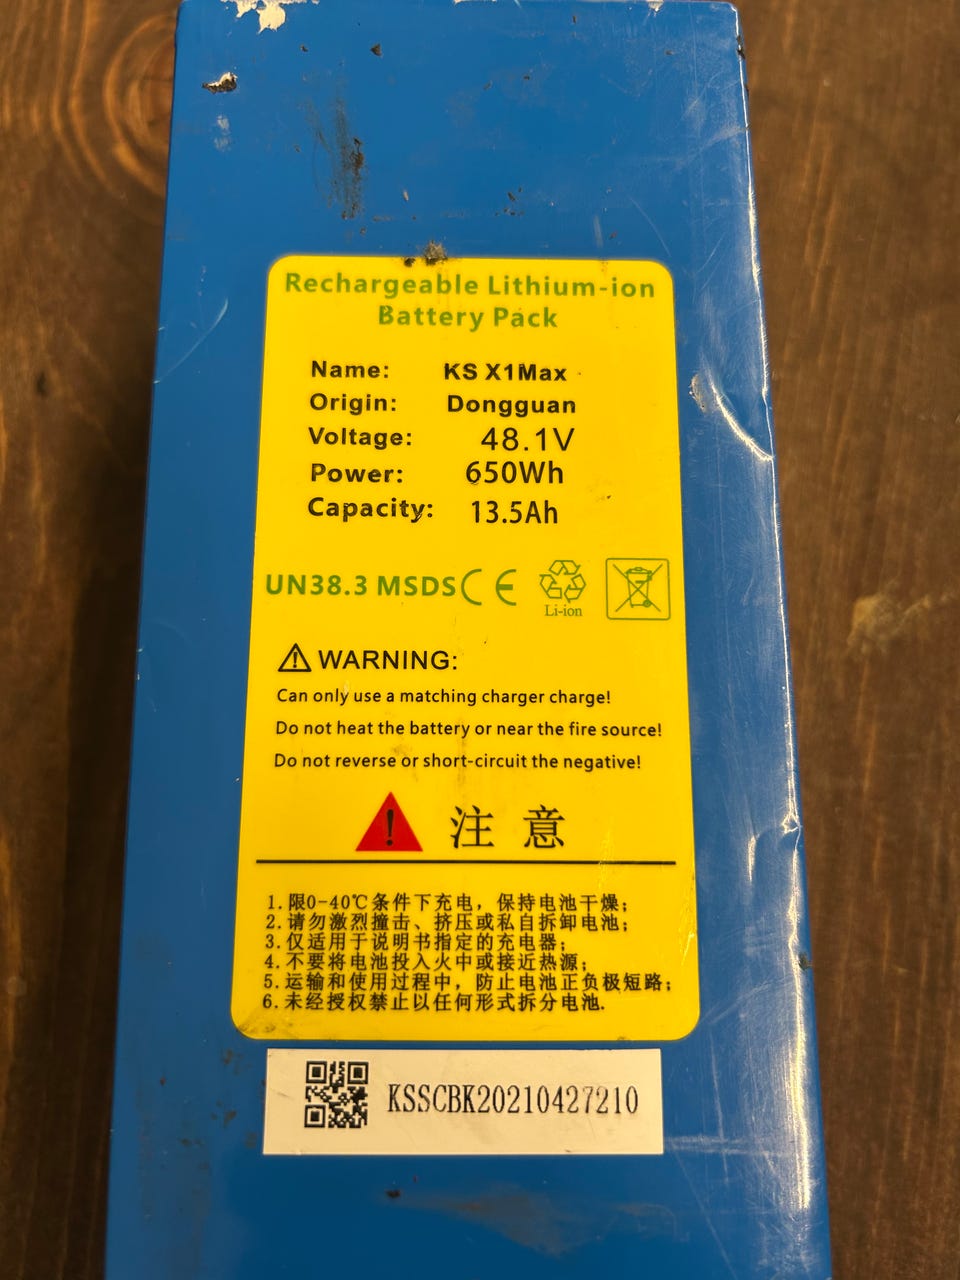 Rechargeable Lithium-ion
Battery Pack
Name: KS X1Max
Origin: Dongguan
Voltage: 48.1V
Power: 650Wh
Capacity: 13.5Ah
UN38.3 MSDS CE
Li-ion
WARNING:
Can only use a matching charger charge!
Do not heat the battery or near the fire source!
Do not reverse or short-circuit the negative!
注意
1.限0-40℃条件下充电，保持电池干燥；
2.请勿激烈撞击、挤压或私自拆卸电池；
3.仅适用于说明书指定的充电器；
4.不要将电池投入火中或接近热源；
5.运输和使用过程中，防止电池正负极短路；
6.未经授权禁止以任何形式拆分电池.
KSSCBK20210427210